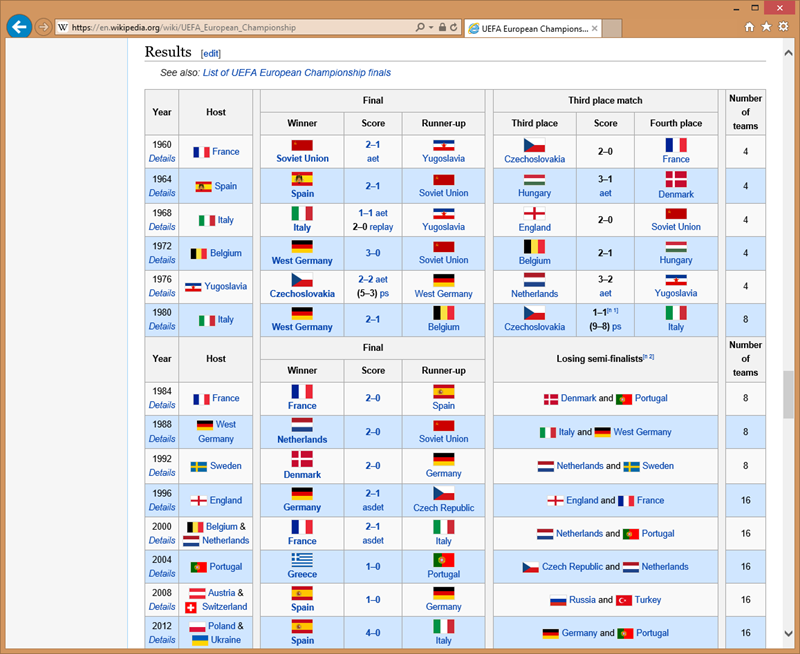 https://en.wikipedia.org/wiki/UEFA_European_Championship
UEFA European Champions...
Results [edit]
See also: List of UEFA European Championship finals
Year Host Final Third place match Number of teams
Winner Score Runner-up Third place Score Fourth place
1960 Details France Soviet Union 2–1 aet Yugoslavia Czechoslovakia 2–0 France 4
1964 Details Spain Spain 2–1 Soviet Union Hungary 3–1 aet Denmark 4
1968 Details Italy Italy 1–1 aet 2–0 replay Yugoslavia England 2–0 Soviet Union 4
1972 Details Belgium West Germany 3–0 Soviet Union Belgium 2–1 Hungary 4
1976 Details Yugoslavia Czechoslovakia 2–2 aet (5–3) ps West Germany Netherlands 3–2 aet Yugoslavia 4
1980 Details Italy West Germany 2–1 Belgium Czechoslovakia 1–1[n 1] (9–8) ps Italy 8
Year Host Final Losing semi-finalists[n 2] Number of teams
Winner Score Runner-up
1984 Details France France 2–0 Spain Denmark and Portugal 8
1988 Details West Germany Netherlands 2–0 Soviet Union Italy and West Germany 8
1992 Details Sweden Denmark 2–0 Germany Netherlands and Sweden 8
1996 Details England Germany 2–1 asdet Czech Republic England and France 16
2000 Details Belgium & Netherlands France 2–1 asdet Italy Netherlands and Portugal 16
2004 Details Portugal Greece 1–0 Portugal Czech Republic and Netherlands 16
2008 Details Austria & Switzerland Spain 1–0 Germany Russia and Turkey 16
2012 Details Poland & Ukraine Spain 4–0 Italy Germany and Portugal 16